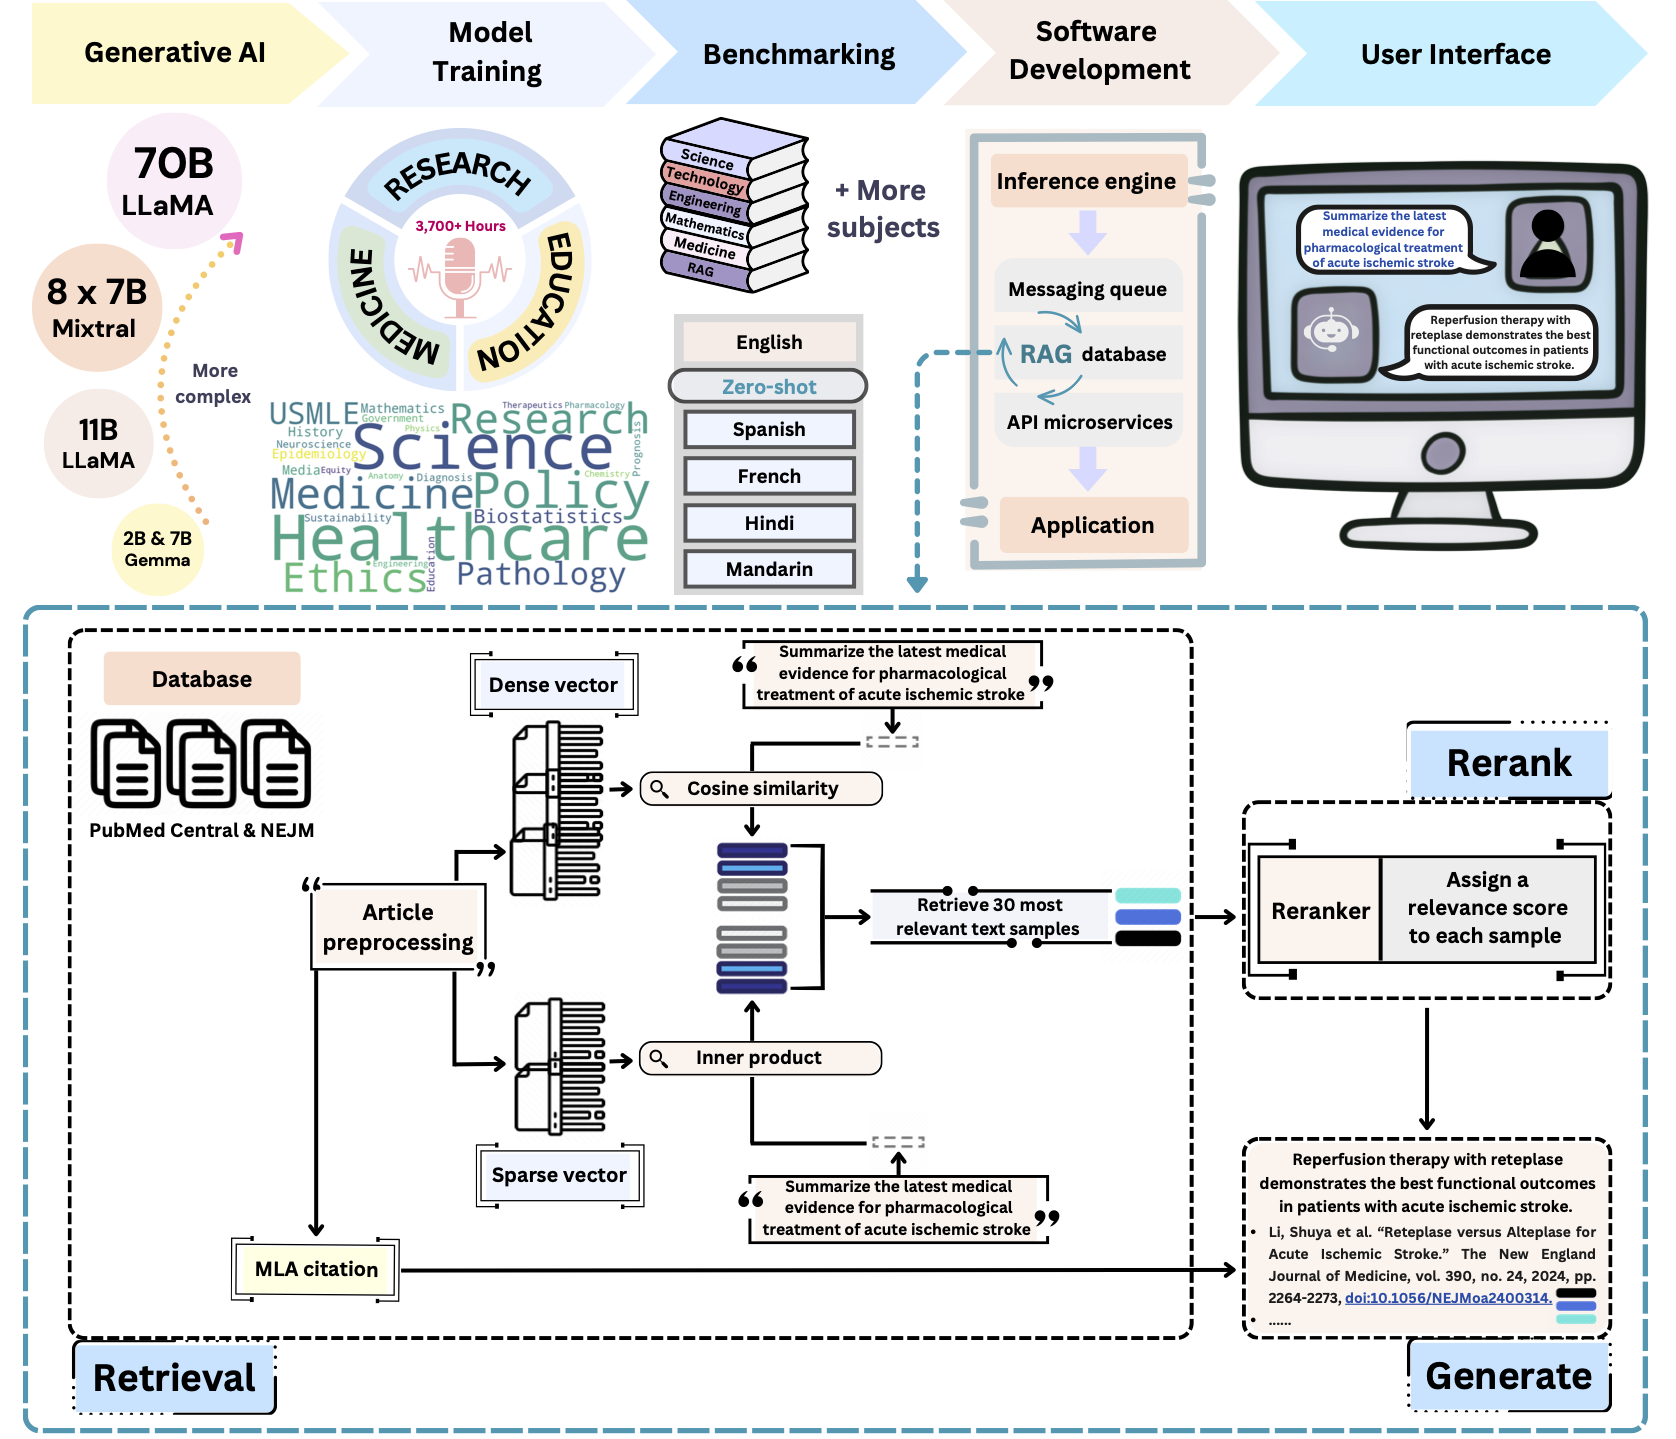 Generative AI
Model
Training
Benchmarking
Software
Development
User Interface
70B
LLaMA
8 x 7B
Mixtral
11B
LLaMA
2B & 7B
Gemma
More
complex
RESEARCH
MEDICINE
EDUCATION
3,700+ Hours
USMLE
Mathematics
Government
Physics
Therapeutics
Pharmacology
Research
History
Neuroscience
Epidemiology
Science
Prognosis
Media
Equity
Anatomy
Diagnosis
Chemistry
Medicine
Policy
Sustainability
Biostatistics
Healthcare
Engineering
Education
Ethics
Pathology
Science
Technology
Engineering
Mathematics
Medicine
RAG
+ More
subjects
English
Zero-shot
Spanish
French
Hindi
Mandarin
Inference engine
Messaging queue
RAG database
API microservices
Application
Summarize the latest
medical evidence for
pharmacological treatment
of acute ischemic stroke
Reperfusion therapy with
reteplase demonstrates the best
functional outcomes in patients
with acute ischemic stroke.
Database
PubMed Central & NEJM
Dense vector
“ Summarize the latest medical
evidence for pharmacological
treatment of acute ischemic stroke ”
Cosine similarity
“ Article
preprocessing ”
Retrieve 30 most
relevant text samples
Inner product
Sparse vector
“ Summarize the latest medical
evidence for pharmacological
treatment of acute ischemic stroke ”
MLA citation
Retrieval
Rerank
Reranker
Assign a
relevance score
to each sample
Reperfusion therapy with reteplase
demonstrates the best functional outcomes
in patients with acute ischemic stroke.
• Li, Shuya et al. “Reteplase versus Alteplase for
Acute Ischemic Stroke.” The New England
Journal of Medicine, vol. 390, no. 24, 2024, pp.
2264-2273, doi:10.1056/NEJMoa2400314.
• ......
Generate